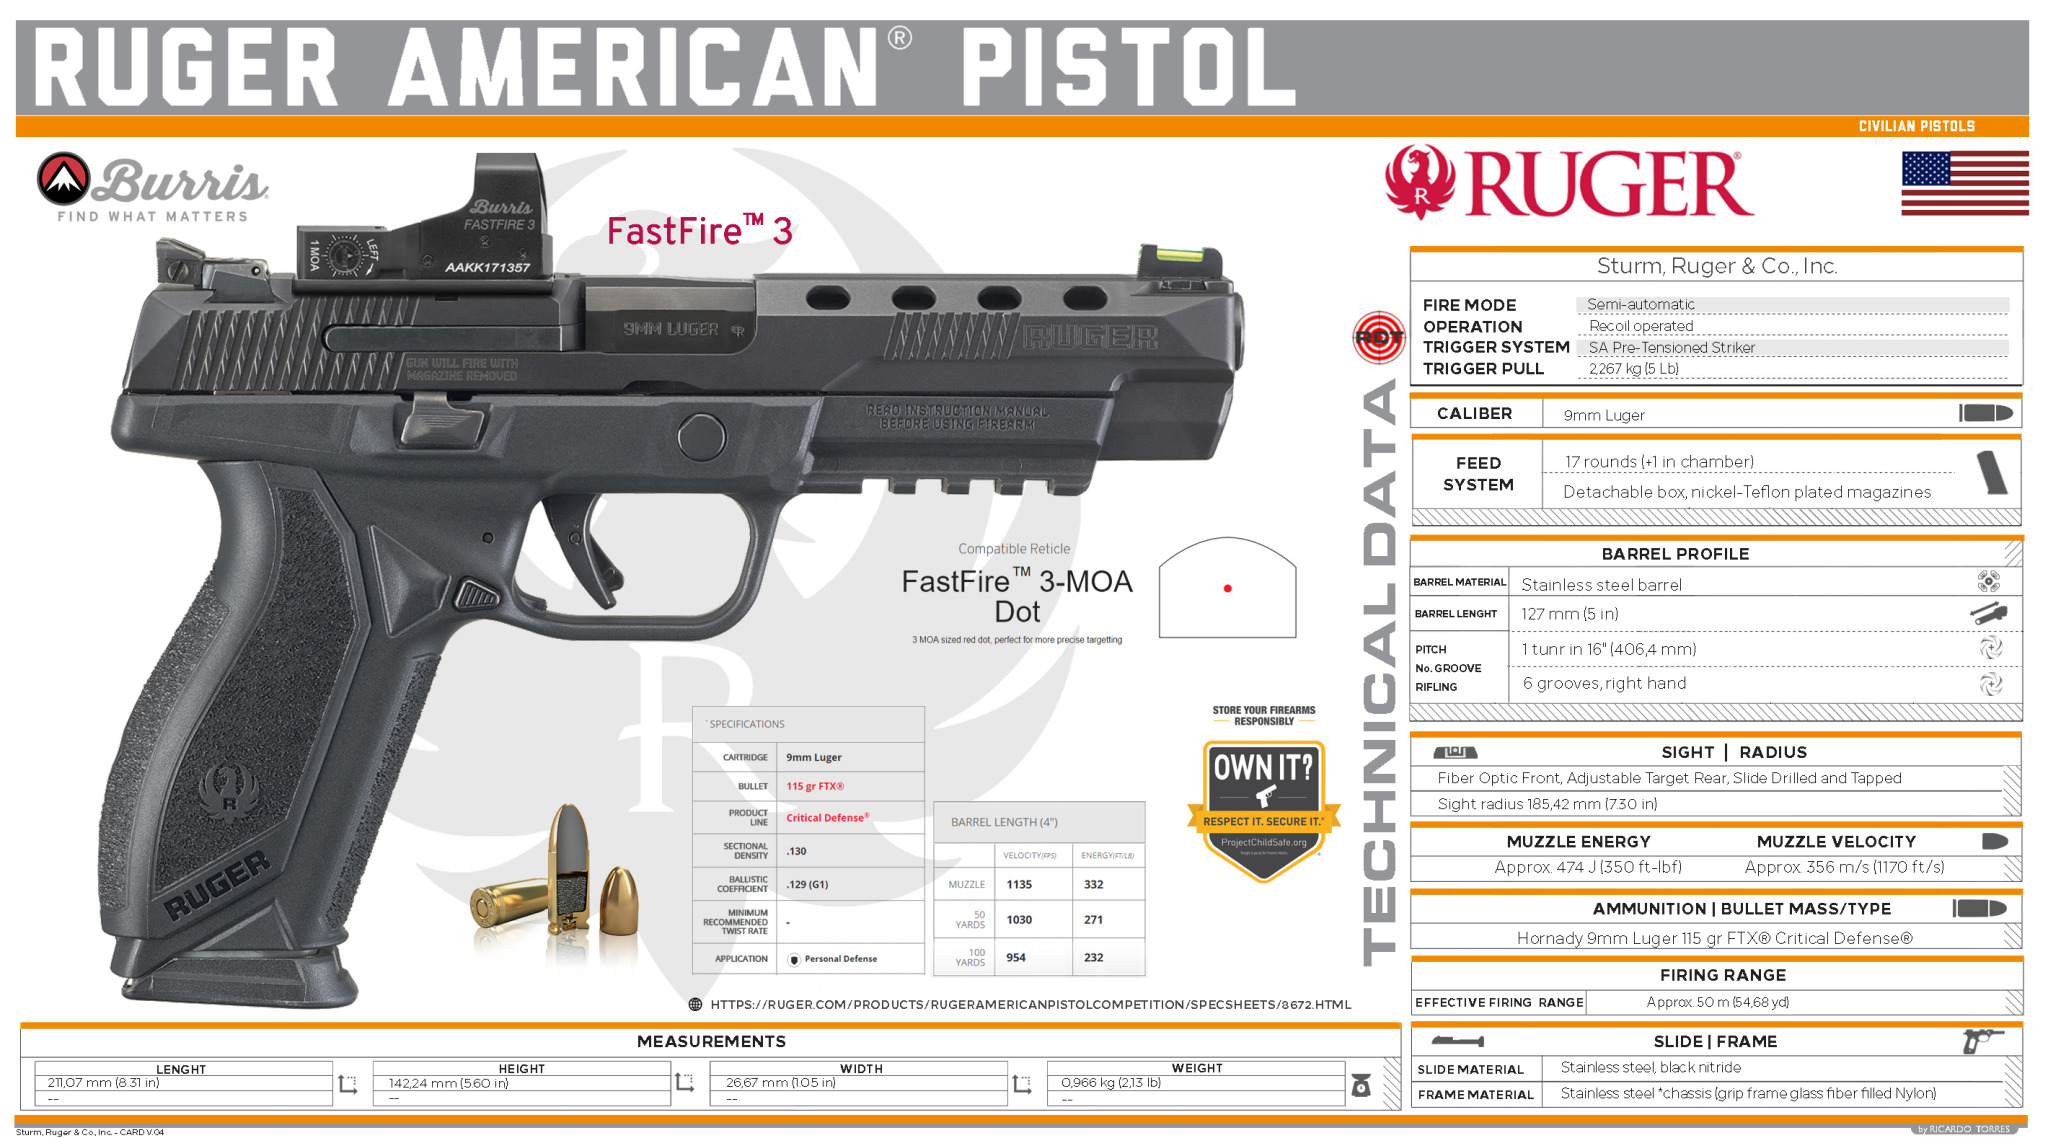 RUGER AMERICAN® PISTOL
CIVILIAN PISTOLS
Burris®
FIND WHAT MATTERS
Burris
FASTFIRE 3
1 MOA
LEFT
AAKK171357
FastFire™ 3
9MM LUGER
RUGER
GUN WILL FIRE WITH
MAGAZINE REMOVED
READ INSTRUCTION MANUAL
BEFORE USING FIREARM
R
RUGER
Compatible Reticle
FastFire™ 3-MOA
Dot
3 MOA sized red dot, perfect for more precise targetting
R
R
SPECIFICATIONS
CARTRIDGE 9mm Luger
BULLET 115 gr FTX®
PRODUCT
LINE Critical Defense®
SECTIONAL
DENSITY .130
BALLISTIC
COEFFICIENT .129 (G1)
MINIMUM
RECOMMENDED
TWIST RATE -
APPLICATION Personal Defense
BARREL LENGTH (4")
VELOCITY(FPS) ENERGY(FT/LB)
MUZZLE 1135 332
50
YARDS 1030 271
100
YARDS 954 232
STORE YOUR FIREARMS
RESPONSIBLY
OWN IT?
RESPECT IT. SECURE IT.
ProjectChildSafe.org
HTTPS://RUGER.COM/PRODUCTS/RUGERAMERICANPISTOLCOMPETITION/SPECSHEETS/8672.HTML
R
RUGER®
RDT
TECHNICAL DATA
Sturm, Ruger & Co., Inc.
FIRE MODE Semi-automatic
OPERATION Recoil operated
TRIGGER SYSTEM SA Pre-Tensioned Striker
TRIGGER PULL 2,267 kg (5 Lb)
CALIBER 9mm Luger
FEED
SYSTEM
17 rounds (+1 in chamber)
Detachable box, nickel-Teflon plated magazines
BARREL PROFILE
BARREL MATERIAL Stainless steel barrel
BARREL LENGHT 127 mm (5 in)
PITCH 1 tunr in 16" (406,4 mm)
No. GROOVE
RIFLING 6 grooves, right hand
SIGHT | RADIUS
Fiber Optic Front, Adjustable Target Rear, Slide Drilled and Tapped
Sight radius 185,42 mm (7.30 in)
MUZZLE ENERGY MUZZLE VELOCITY
Approx. 474 J (350 ft-lbf) Approx. 356 m/s (1170 ft/s)
AMMUNITION | BULLET MASS/TYPE
Hornady 9mm Luger 115 gr FTX® Critical Defense®
FIRING RANGE
EFFECTIVE FIRING RANGE Approx. 50 m (54,68 yd)
SLIDE | FRAME
SLIDE MATERIAL Stainless steel, black nitride
FRAME MATERIAL Stainless steel *chassis (grip frame glass fiber filled Nylon)
MEASUREMENTS
LENGHT HEIGHT WIDTH WEIGHT
211,07 mm (8.31 in) 142,24 mm (5.60 in) 26,67 mm (1.05 in) 0,966 kg (2,13 lb)
-- -- -- --
Sturm, Ruger & Co., Inc. - CARD V.04
by RICARDO TORRES